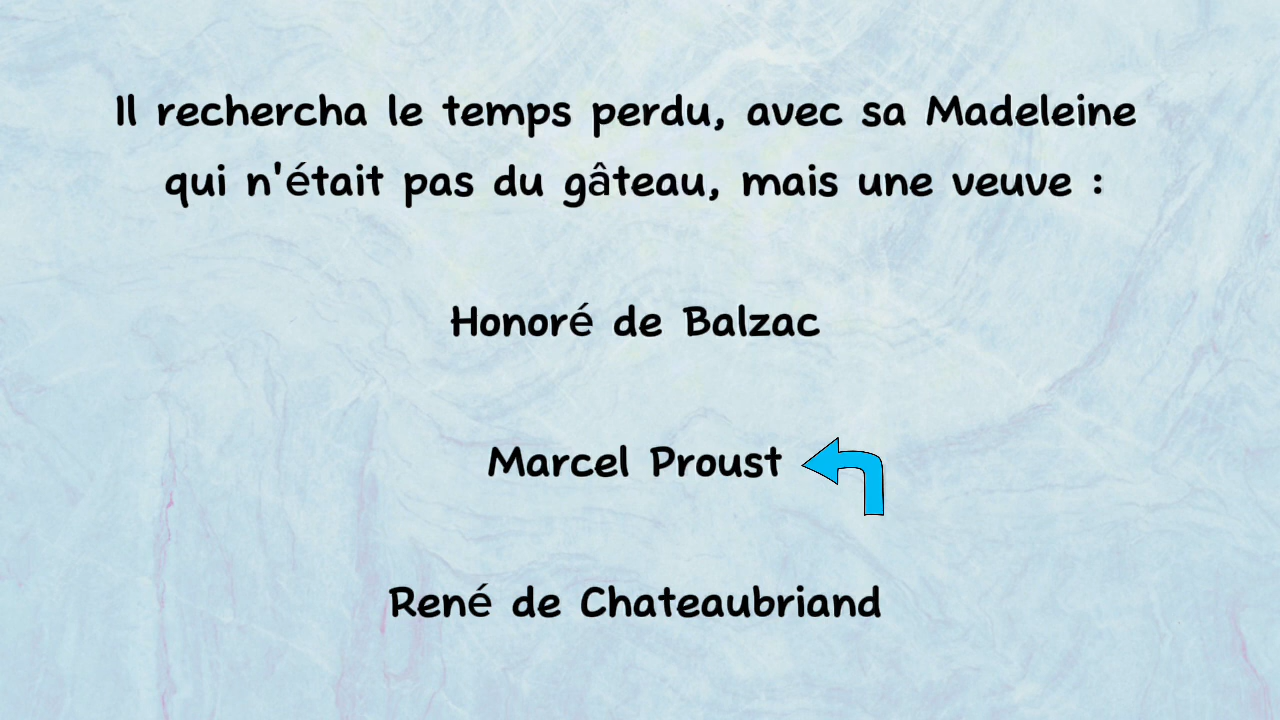 Il rechercha le temps perdu, avec sa Madeleine
qui n'était pas du gâteau, mais une veuve :
Honoré de Balzac
Marcel Proust
René de Chateaubriand